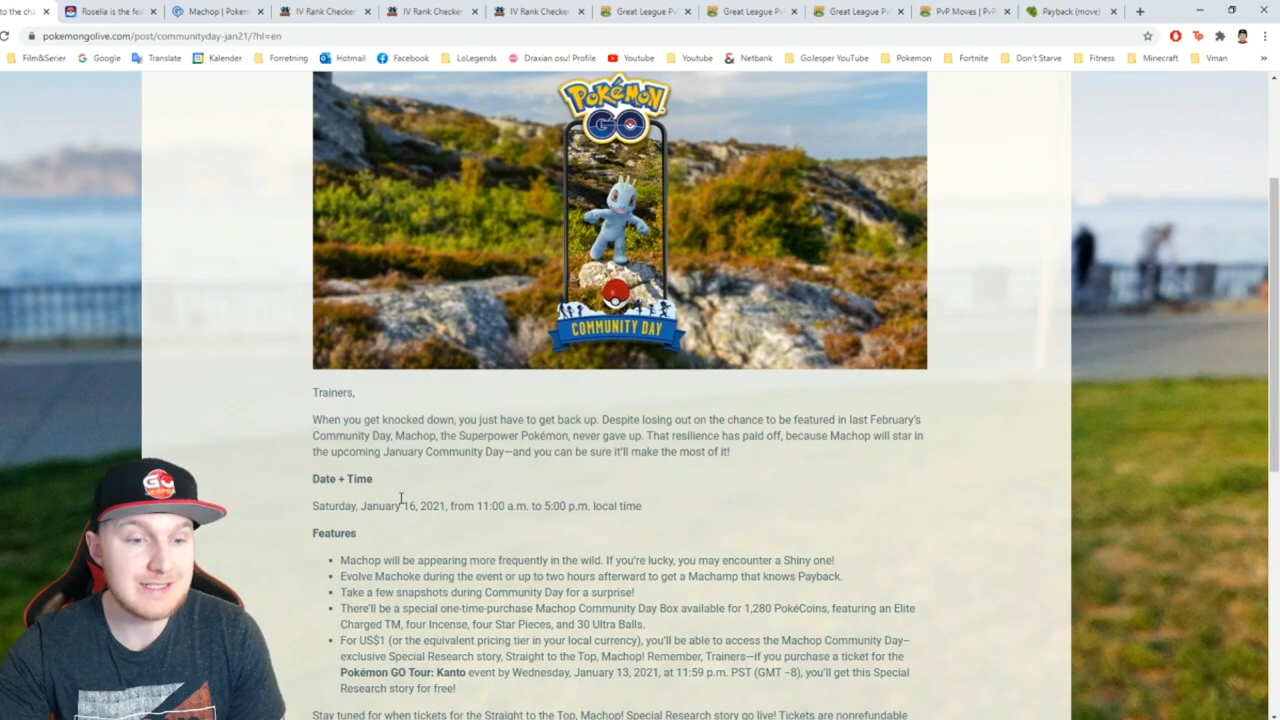 to the cha
Roselia is the fea
Machop | Pokem
IV Rank Checker
IV Rank Checker
IV Rank Checker
Great League Pv
Great League Pv
Great League Pv
PvP Moves | PvP
Payback (move)
pokemongolive.com/post/communityday-jan21/?hl=en
Film&Serier
Google
Translate
Kalender
Forretning
Hotmail
Facebook
LoLegends
Draxian osu! Profile
Youtube
Youtube
Netbank
GoJesper YouTube
Pokemon
Fortnite
Don't Starve
Fitness
Minecraft
Vman
POKÉMON
GO
COMMUNITY DAY
Trainers,
When you get knocked down, you just have to get back up. Despite losing out on the chance to be featured in last February's
Community Day, Machop, the Superpower Pokémon, never gave up. That resilience has paid off, because Machop will star in
the upcoming January Community Day—and you can be sure it'll make the most of it!
Date + Time
Saturday, January 16, 2021, from 11:00 a.m. to 5:00 p.m. local time
Features
• Machop will be appearing more frequently in the wild. If you're lucky, you may encounter a Shiny one!
• Evolve Machoke during the event or up to two hours afterward to get a Machamp that knows Payback.
• Take a few snapshots during Community Day for a surprise!
• There'll be a special one-time-purchase Machop Community Day Box available for 1,280 PokéCoins, featuring an Elite
Charged TM, four Incense, four Star Pieces, and 30 Ultra Balls.
• For US$1 (or the equivalent pricing tier in your local currency), you'll be able to access the Machop Community Day–
exclusive Special Research story, Straight to the Top, Machop! Remember, Trainers—if you purchase a ticket for the
Pokémon GO Tour: Kanto event by Wednesday, January 13, 2021, at 11:59 p.m. PST (GMT −8), you'll get this Special
Research story for free!
Stay tuned for when tickets for the Straight to the Top, Machop! Special Research story go live! Tickets are nonrefundable
GO